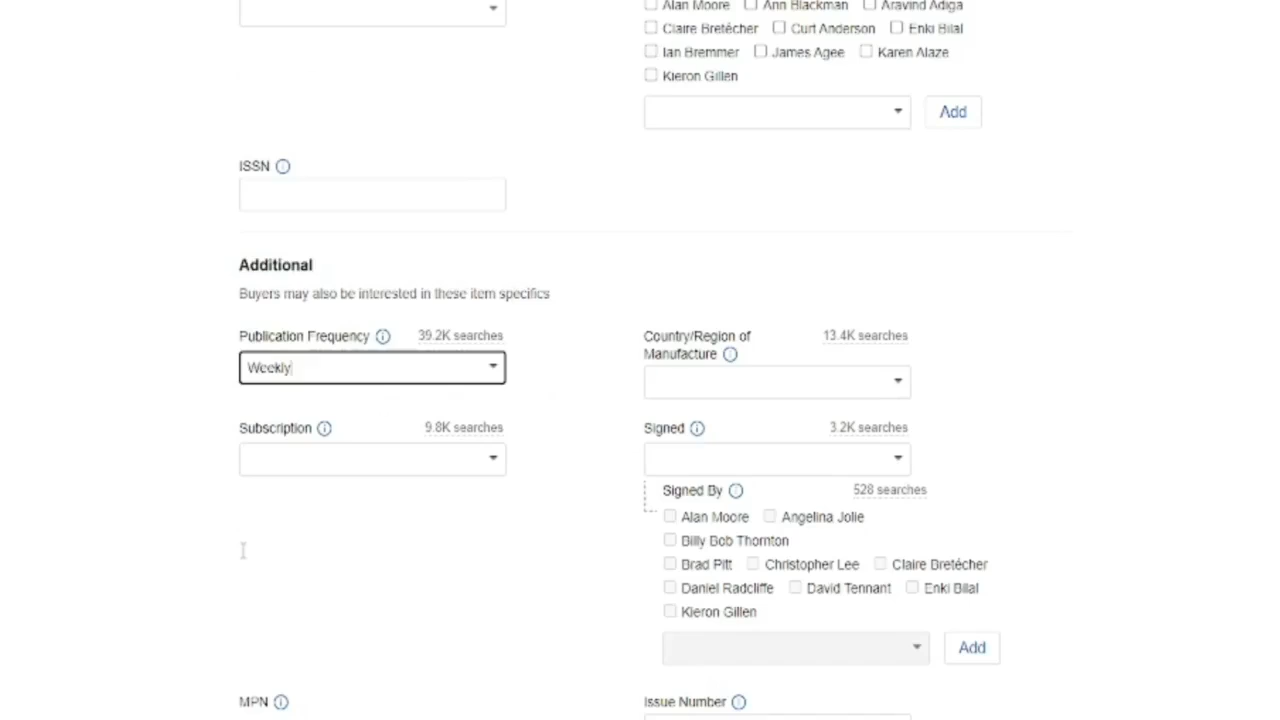 Alan Moore Ann Blackman Aravind Adiga
Claire Bretécher Curt Anderson Enki Bilal
Ian Bremmer James Agee Karen Alaze
Kieron Gillen
Add
ISSN
Additional
Buyers may also be interested in these item specifics
Publication Frequency 39.2K searches
Weekly
Country/Region of 13.4K searches
Manufacture
Subscription 9.8K searches
Signed 3.2K searches
Signed By 528 searches
Alan Moore Angelina Jolie
Billy Bob Thornton
Brad Pitt Christopher Lee Claire Bretécher
Daniel Radcliffe David Tennant Enki Bilal
Kieron Gillen
Add
MPN
Issue Number